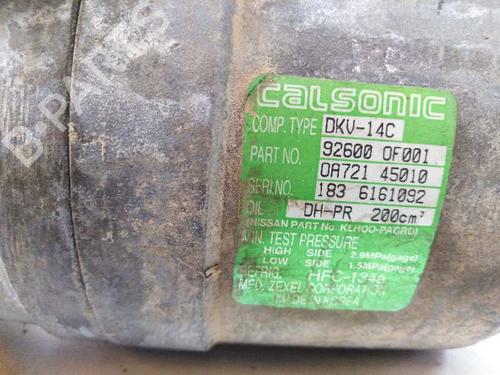 B-PARTS
calsonic
COMP. TYPE DKV-14C
PART NO. 92600 0F001
0A721 45010
SERI.NO. 183 6161092
OIL DH-PR 200cm³
(NISSAN PART No. KLH00-PAGR0)
MIN. TEST PRESSURE
HIGH SIDE 2.9MPa(gage)
LOW SIDE 1.5MPa(gage)
REFRIG. HFC-134a
MFD. ZEXEL CORPORATION
MADE IN KOREA